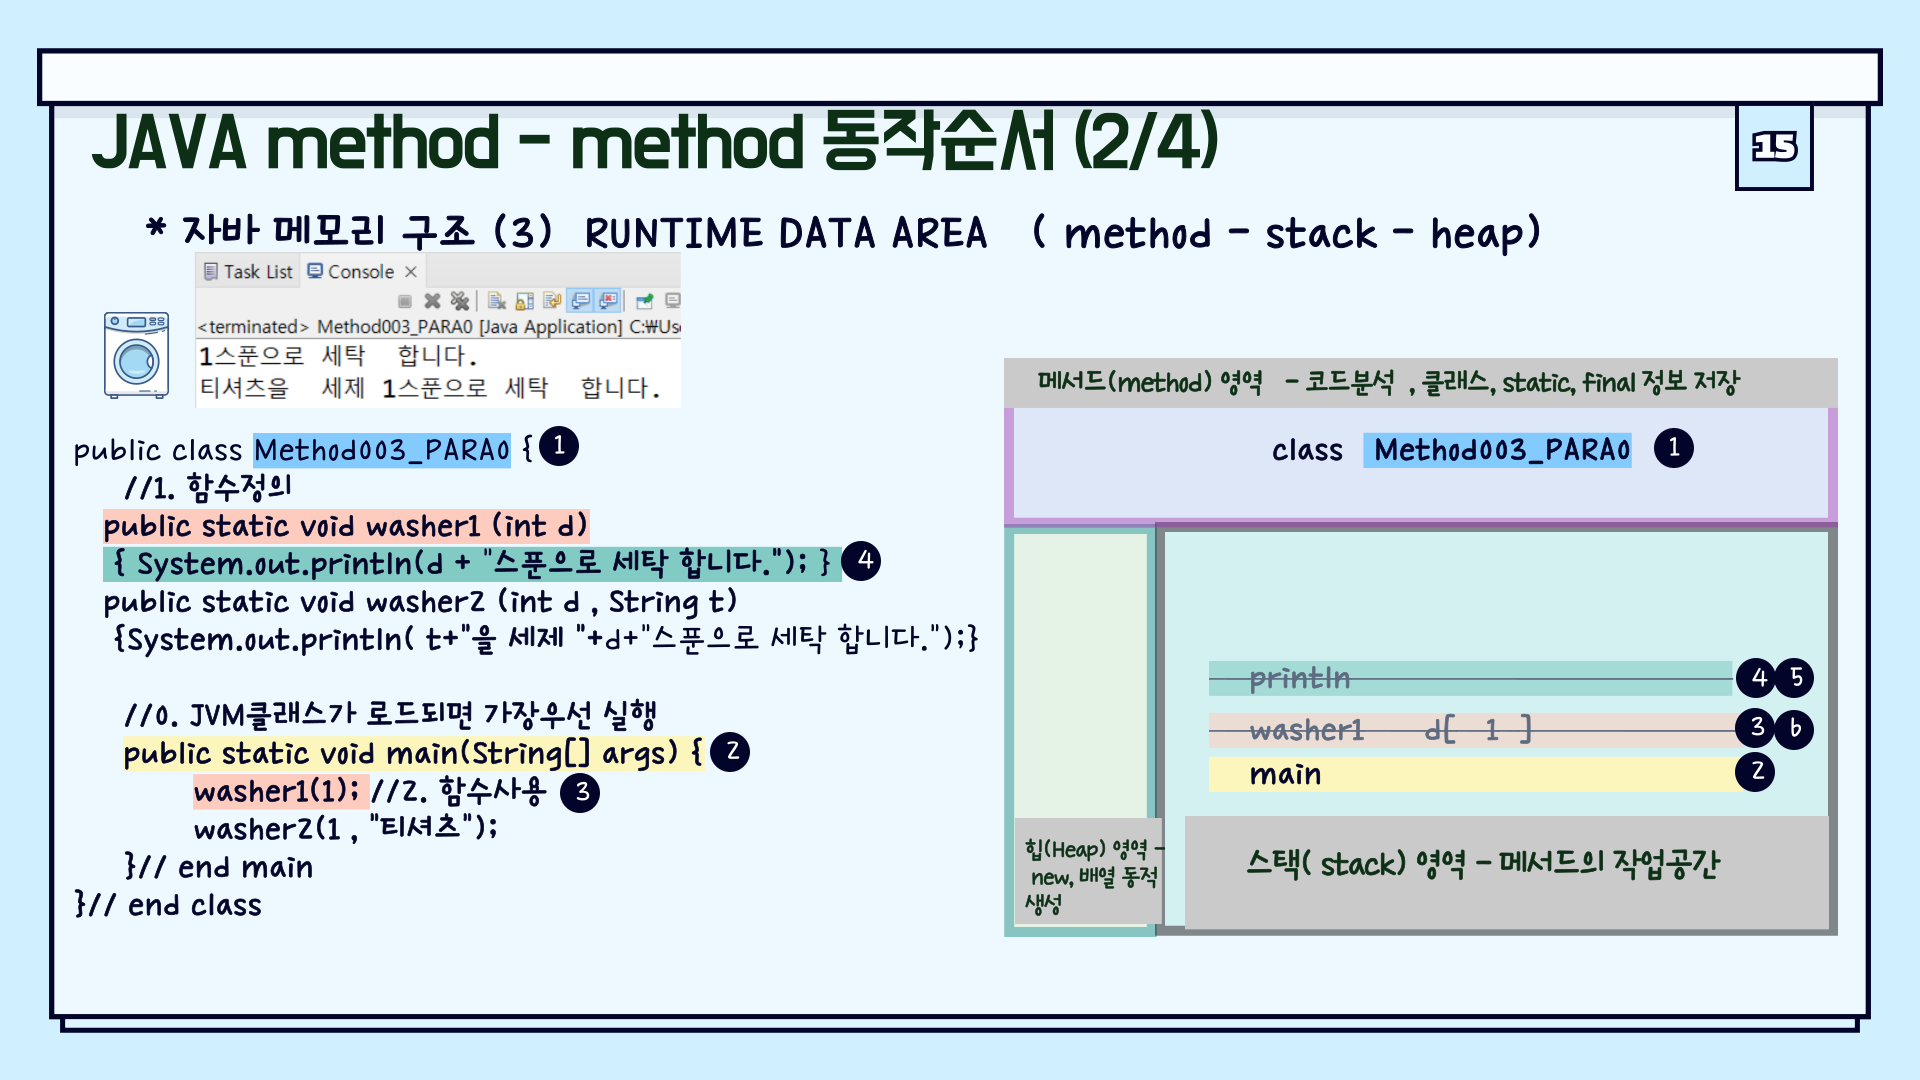 JAVA method - method 동작순서 (2/4)
15
* 자바 메모리 구조 (3) RUNTIME DATA AREA ( method - stack - heap)
Task List Console
<terminated> Method003_PARA0 [Java Application] C:₩Use
1스푼으로 세탁 합니다.
티셔츠을 세제 1스푼으로 세탁 합니다.
public class Method003_PARA0 { 1
//1. 함수정의
public static void washer1 (int d)
{ System.out.println(d + "스푼으로 세탁 합니다."); } 4
public static void washer2 (int d , String t)
{System.out.println( t+"을 세제 "+d+"스푼으로 세탁 합니다.");}
//0. JVM클래스가 로드되면 가장우선 실행
public static void main(String[] args) { 2
washer1(1); //2. 함수사용 3
washer2(1 , "티셔츠");
}// end main
}// end class
메서드(method) 영역 - 코드분석 , 클래스, static, final 정보 저장
class Method003_PARA0 1
println 4 5
washer1 d[ 1 ] 3 6
main 2
힙(Heap) 영역 -
new, 배열 동적
생성
스택( stack) 영역 - 메서드의 작업공간